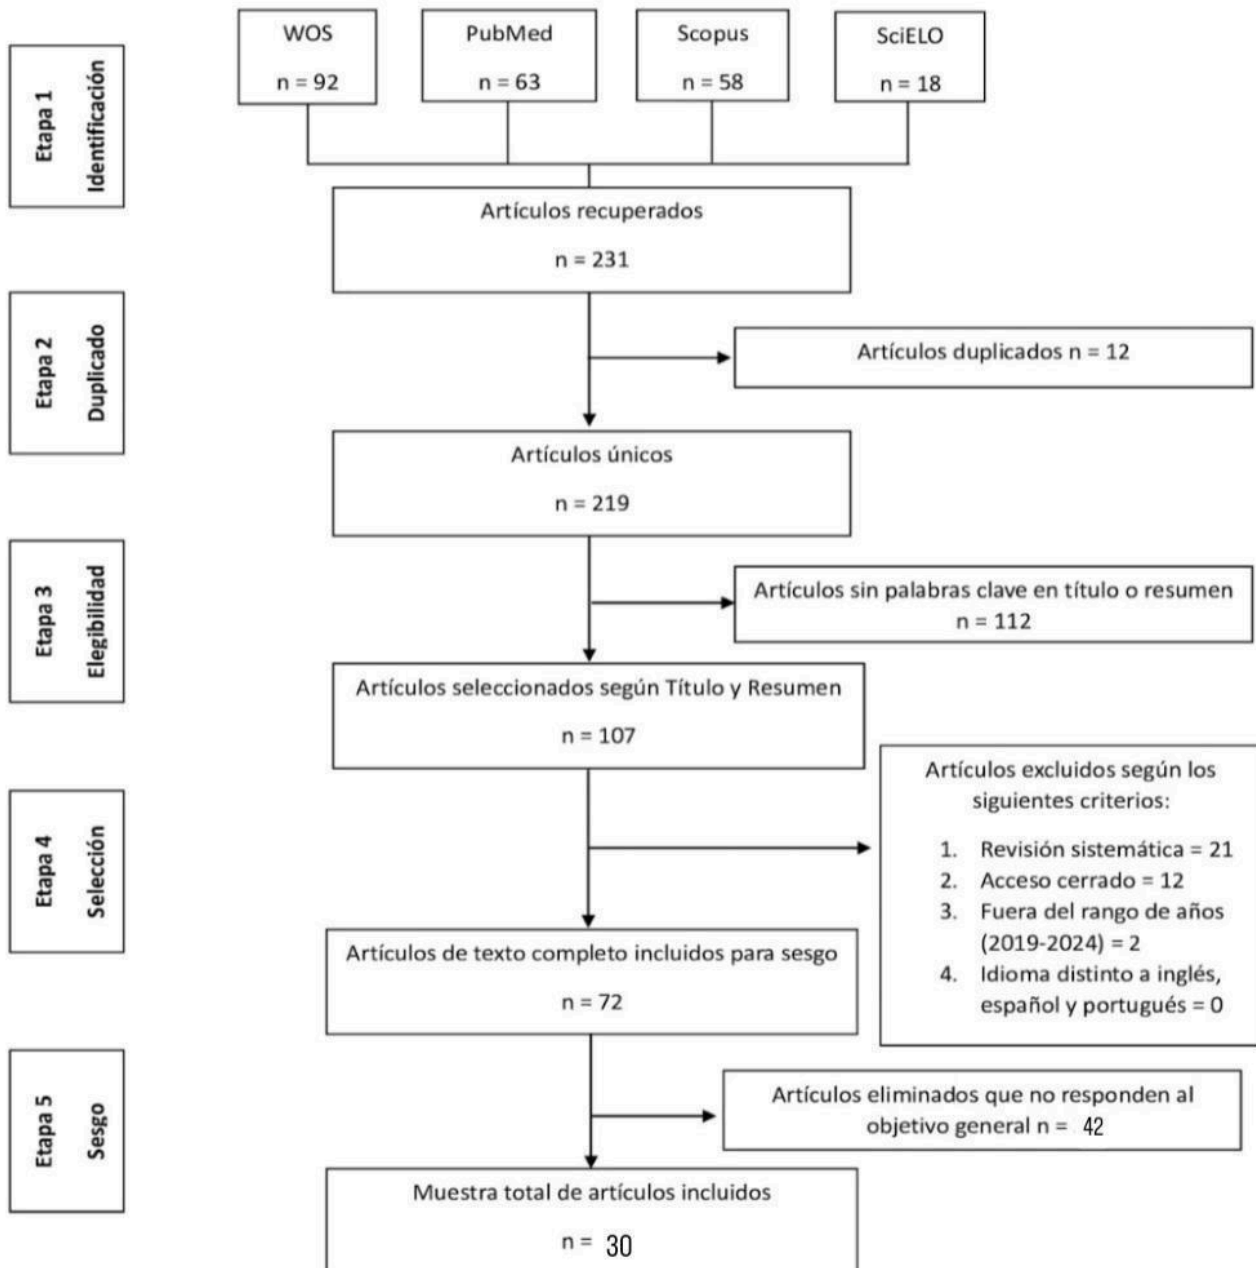 WOS
n = 92
PubMed
n = 63
Scopus
n = 58
SciELO
n = 18
Etapa 1
Identificación
Artículos recuperados
n = 231
Etapa 2
Duplicado
Artículos duplicados n = 12
Artículos únicos
n = 219
Etapa 3
Elegibilidad
Artículos sin palabras clave en título o resumen
n = 112
Artículos seleccionados según Título y Resumen
n = 107
Etapa 4
Selección
Artículos excluidos según los
siguientes criterios:
1. Revisión sistemática = 21
2. Acceso cerrado = 12
3. Fuera del rango de años
(2019-2024) = 2
4. Idioma distinto a inglés,
español y portugués = 0
Artículos de texto completo incluidos para sesgo
n = 72
Etapa 5
Sesgo
Artículos eliminados que no responden al
objetivo general n = 42
Muestra total de artículos incluidos
n = 30